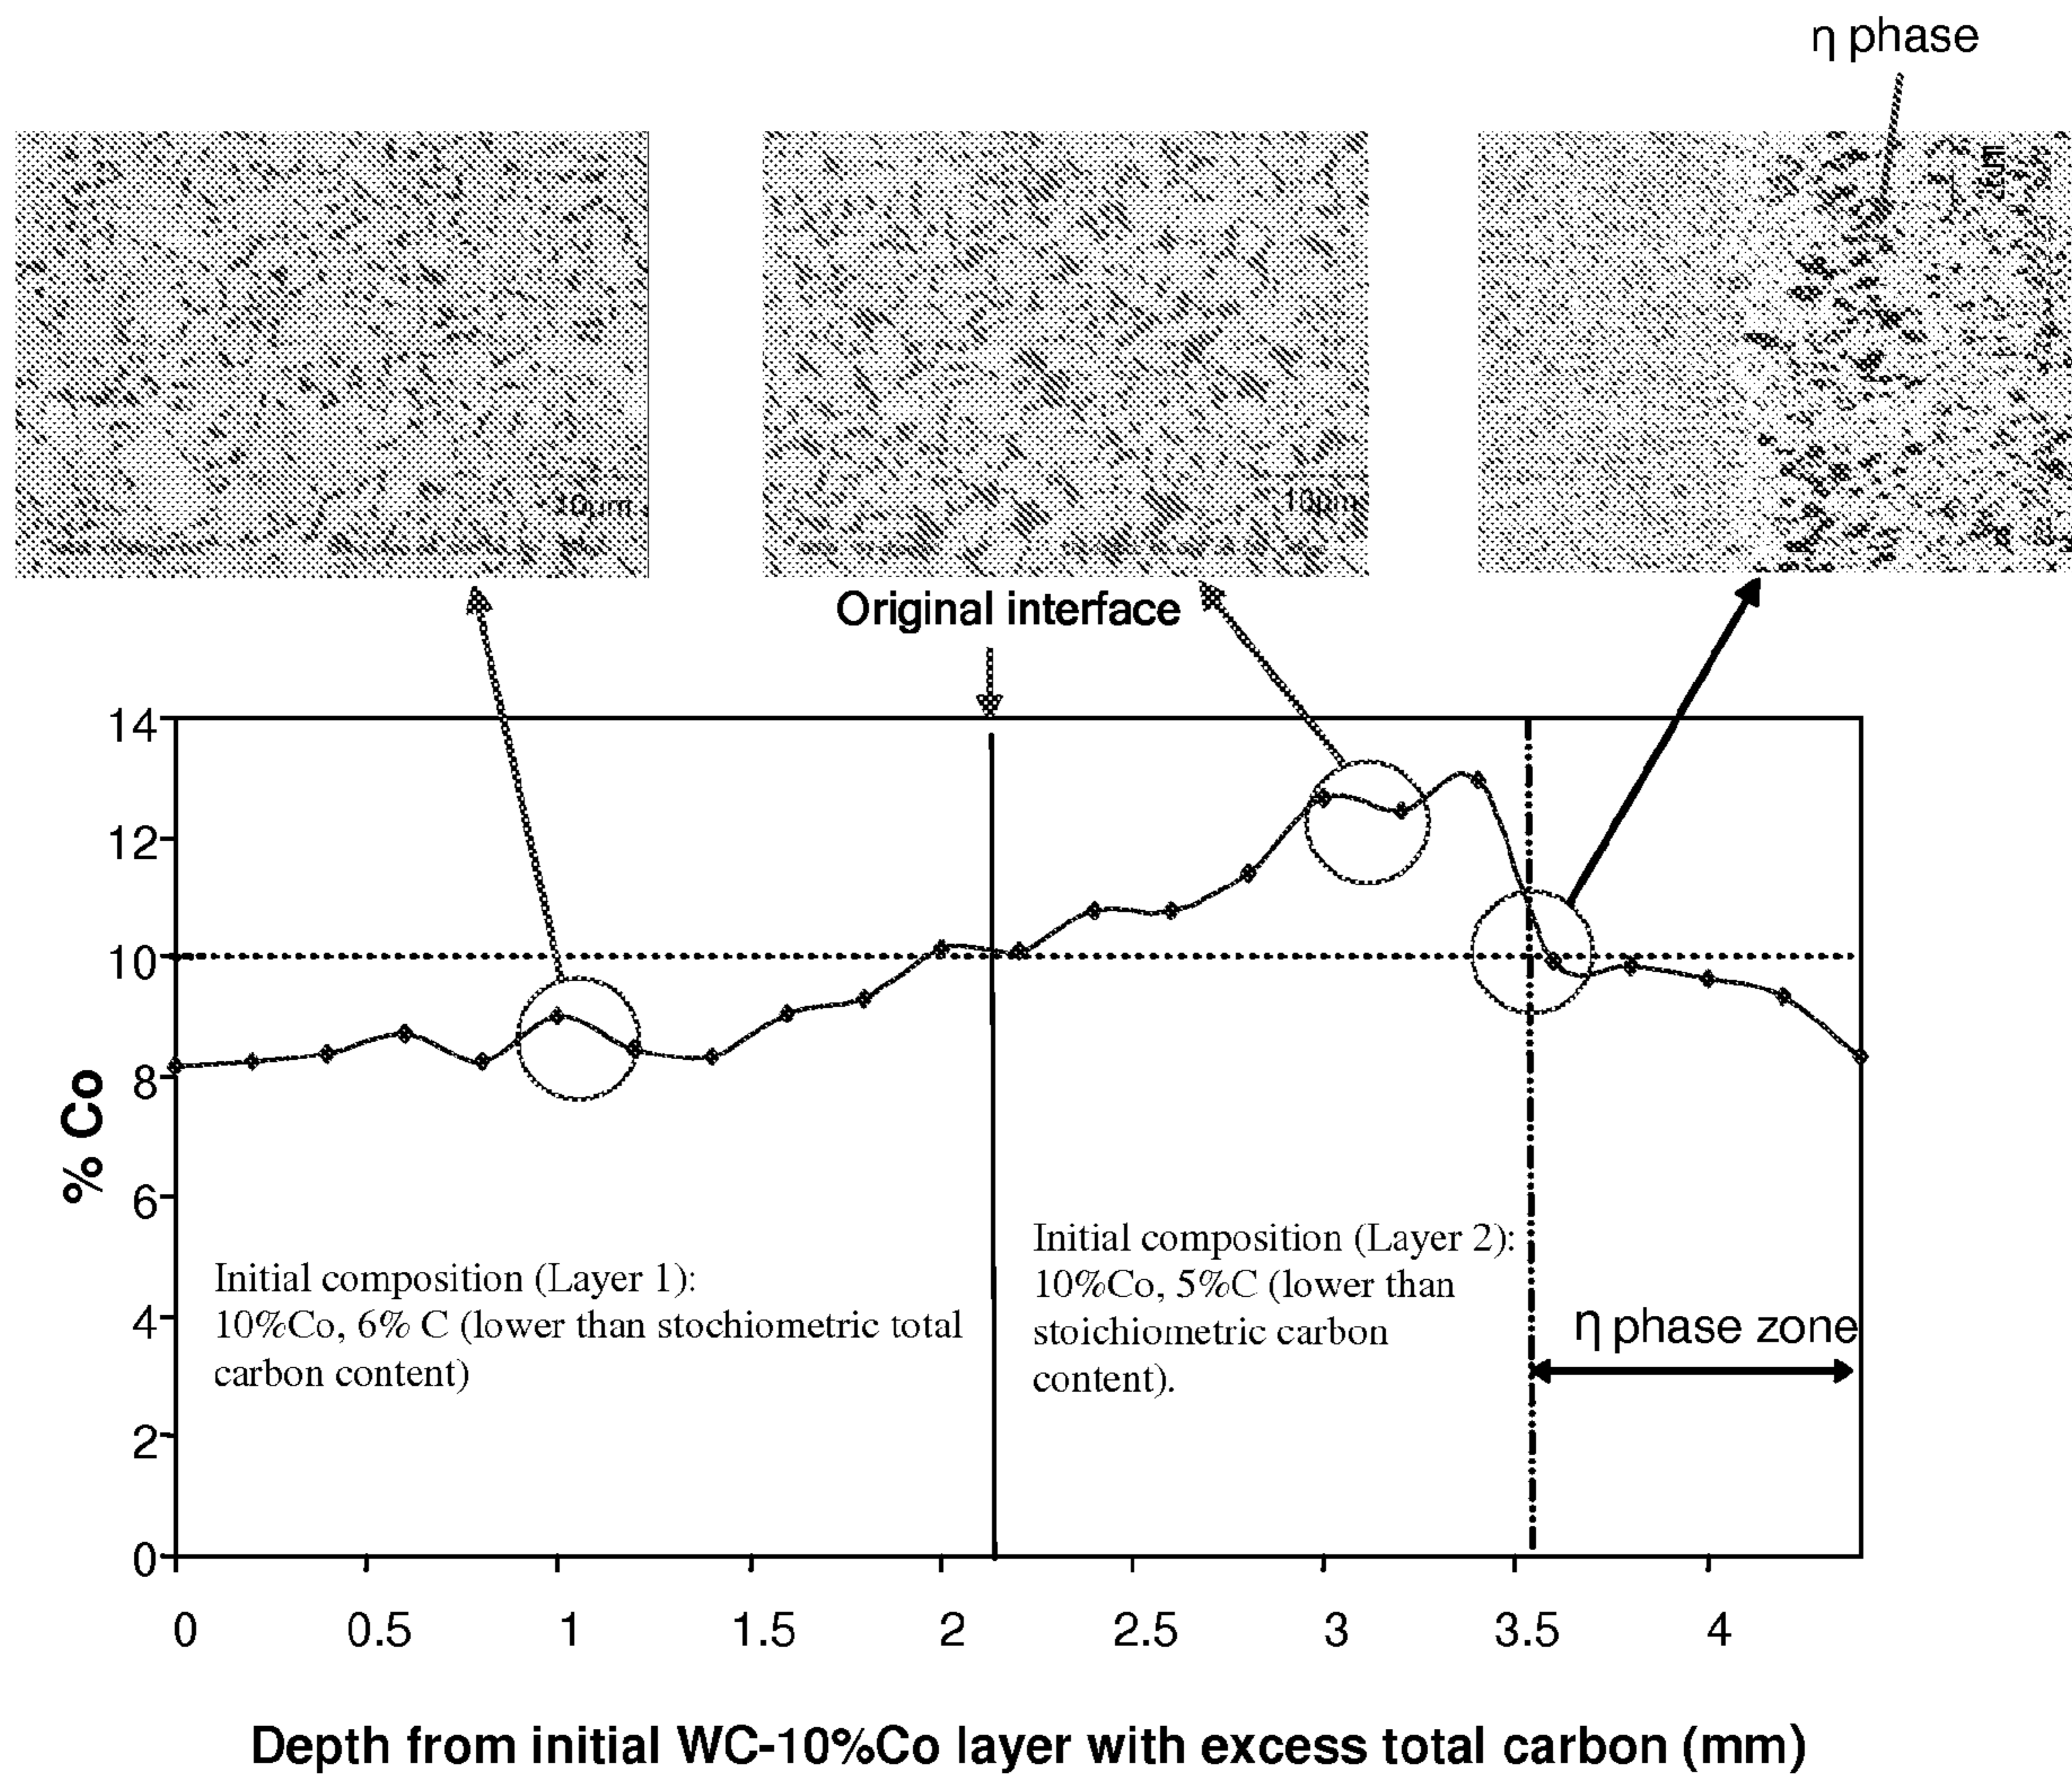 η phase
10µm
10µm
Original interface
14
12
10
8
6
4
2
0
% Co
Initial composition (Layer 1):
10%Co, 6% C (lower than stochiometric total
carbon content)
Initial composition (Layer 2):
10%Co, 5%C (lower than
stoichiometric carbon
content).
η phase zone
0 0.5 1 1.5 2 2.5 3 3.5 4
Depth from initial WC-10%Co layer with excess total carbon (mm)